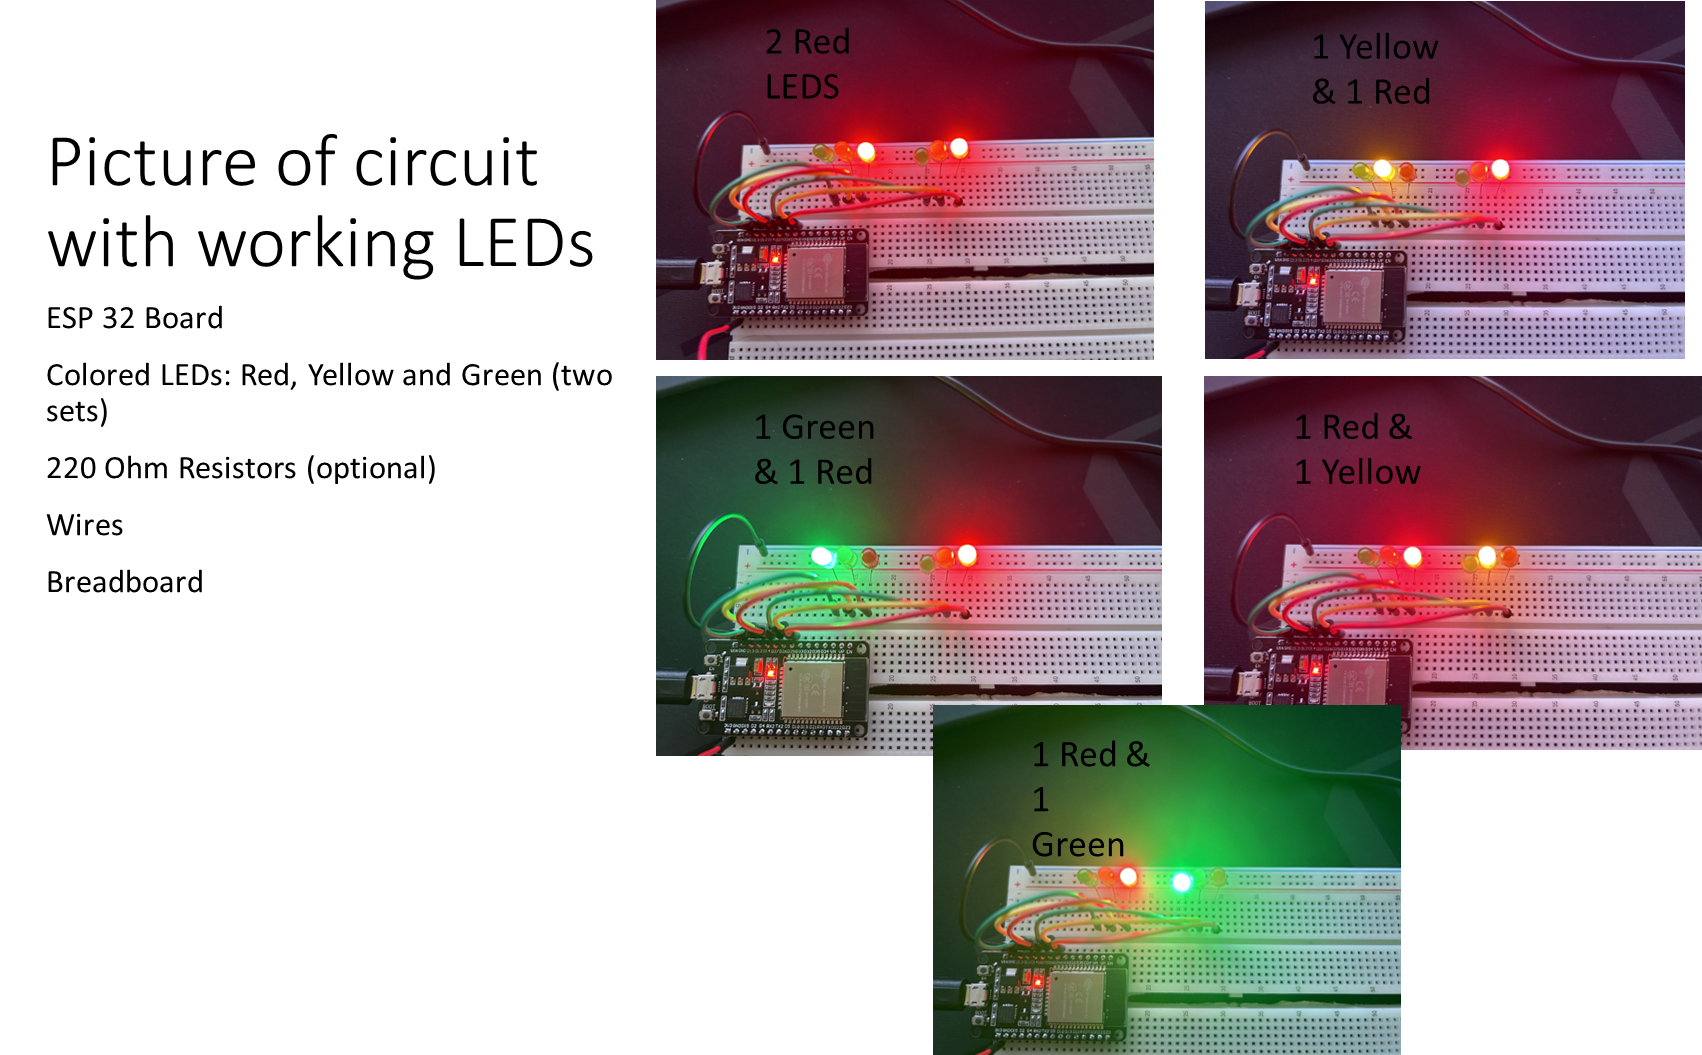 Picture of circuit
with working LEDs
ESP 32 Board
Colored LEDs: Red, Yellow and Green (two
sets)
220 Ohm Resistors (optional)
Wires
Breadboard
2 Red
LEDS
1 Yellow
& 1 Red
1 Green
& 1 Red
1 Red &
1 Yellow
1 Red &
1
Green